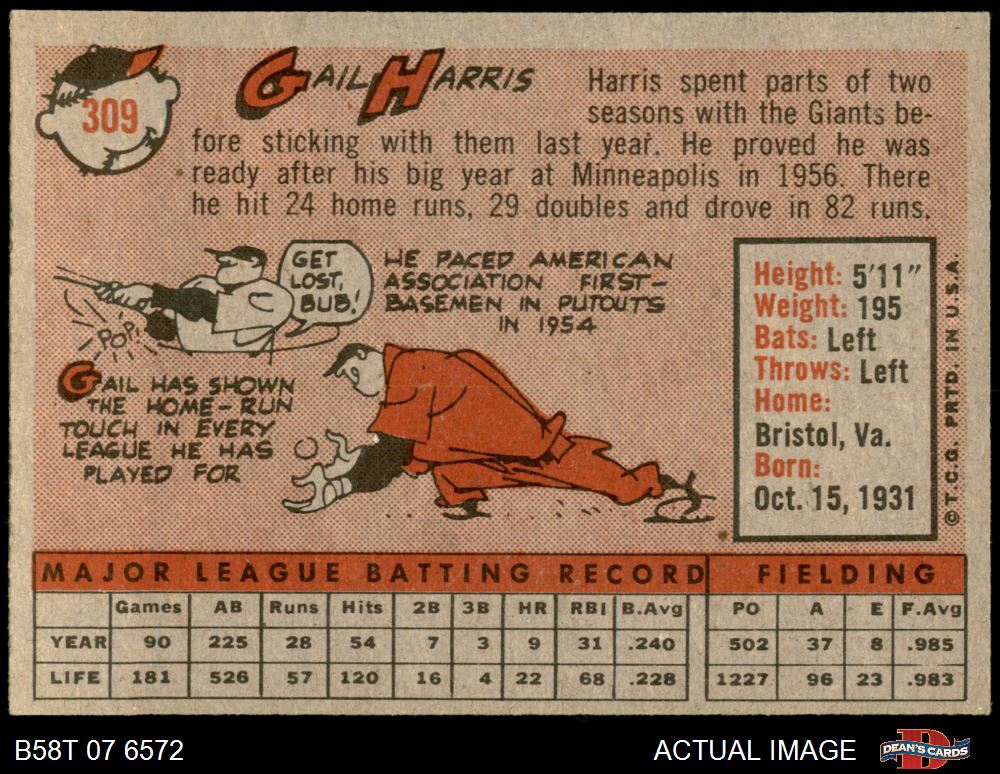 309
GAIL HARRIS
Harris spent parts of two
seasons with the Giants be-
fore sticking with them last year. He proved he was
ready after his big year at Minneapolis in 1956. There
he hit 24 home runs, 29 doubles and drove in 82 runs.
GET
LOST,
BUB!
POP!
HE PACED AMERICAN
ASSOCIATION FIRST-
BASEMEN IN PUTOUTS
IN 1954
GAIL HAS SHOWN
THE HOME-RUN
TOUCH IN EVERY
LEAGUE HE HAS
PLAYED FOR
Height: 5'11"
Weight: 195
Bats: Left
Throws: Left
Home:
Bristol, Va.
Born:
Oct. 15, 1931
© T.C.G. PRTD. IN U.S.A.
MAJOR LEAGUE BATTING RECORD FIELDING
Games AB Runs Hits 2B 3B HR RBI B.Avg PO A E F.Avg
YEAR 90 225 28 54 7 3 9 31 .240 502 37 8 .985
LIFE 181 526 57 120 16 4 22 68 .228 1227 96 23 .983
B58T 07 6572 ACTUAL IMAGE DEAN'S CARDS